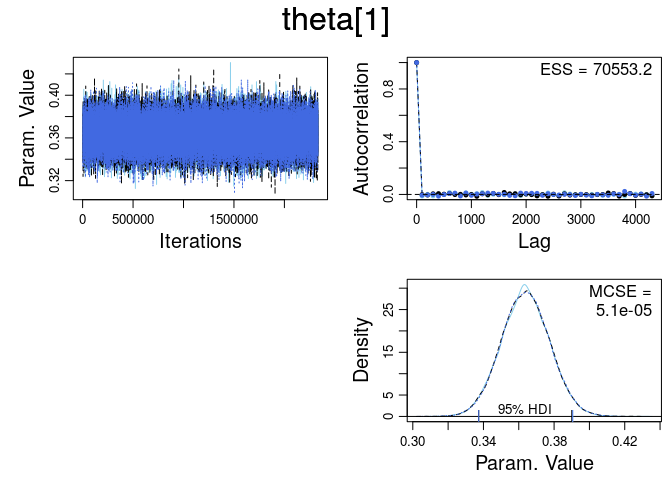 theta[1]
Param. Value
0.32 0.36 0.40
0 500000 1500000
Iterations
Autocorrelation
0.0 0.4 0.8
ESS = 70553.2
0 1000 2000 3000 4000
Lag
Density
5 15 25
MCSE =
5.1e-05
95% HDI
0.30 0.34 0.38 0.42
Param. Value